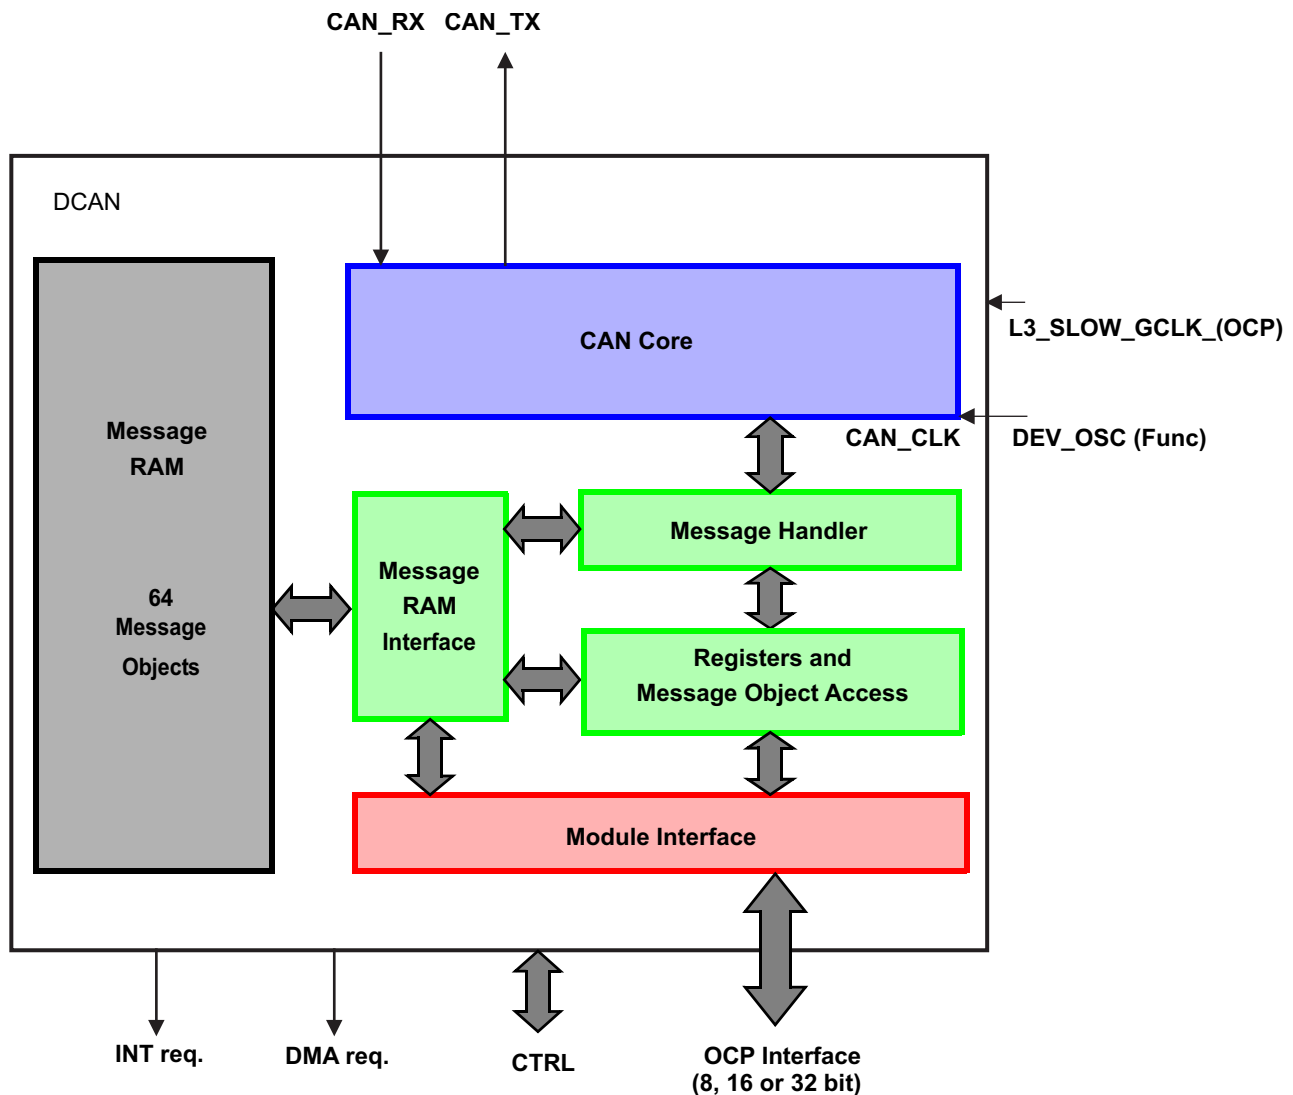 CAN_RX CAN_TX
DCAN
CAN Core
L3_SLOW_GCLK_(OCP)
CAN_CLK
DEV_OSC (Func)
Message
RAM
64
Message
Objects
Message Handler
Message
RAM
Interface
Registers and
Message Object Access
Module Interface
INT req.
DMA req.
CTRL
OCP Interface
(8, 16 or 32 bit)